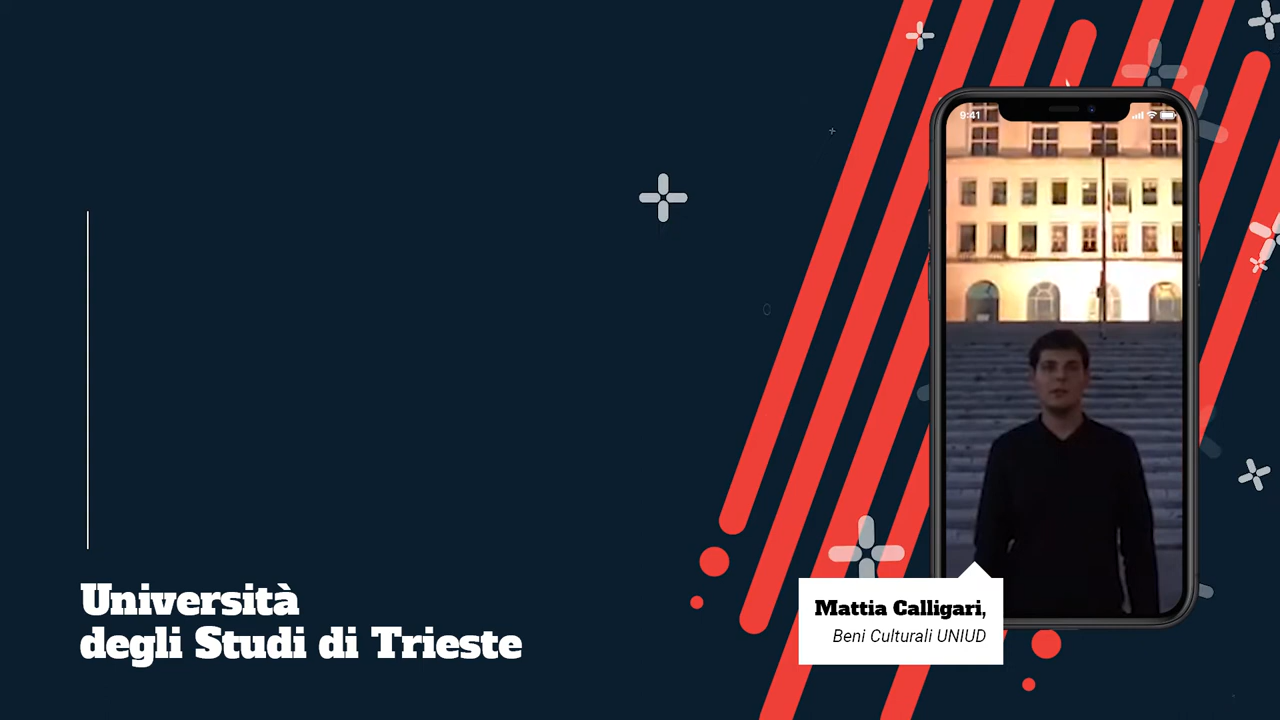 9:41
Università
degli Studi di Trieste
Mattia Calligari,
Beni Culturali UNIUD